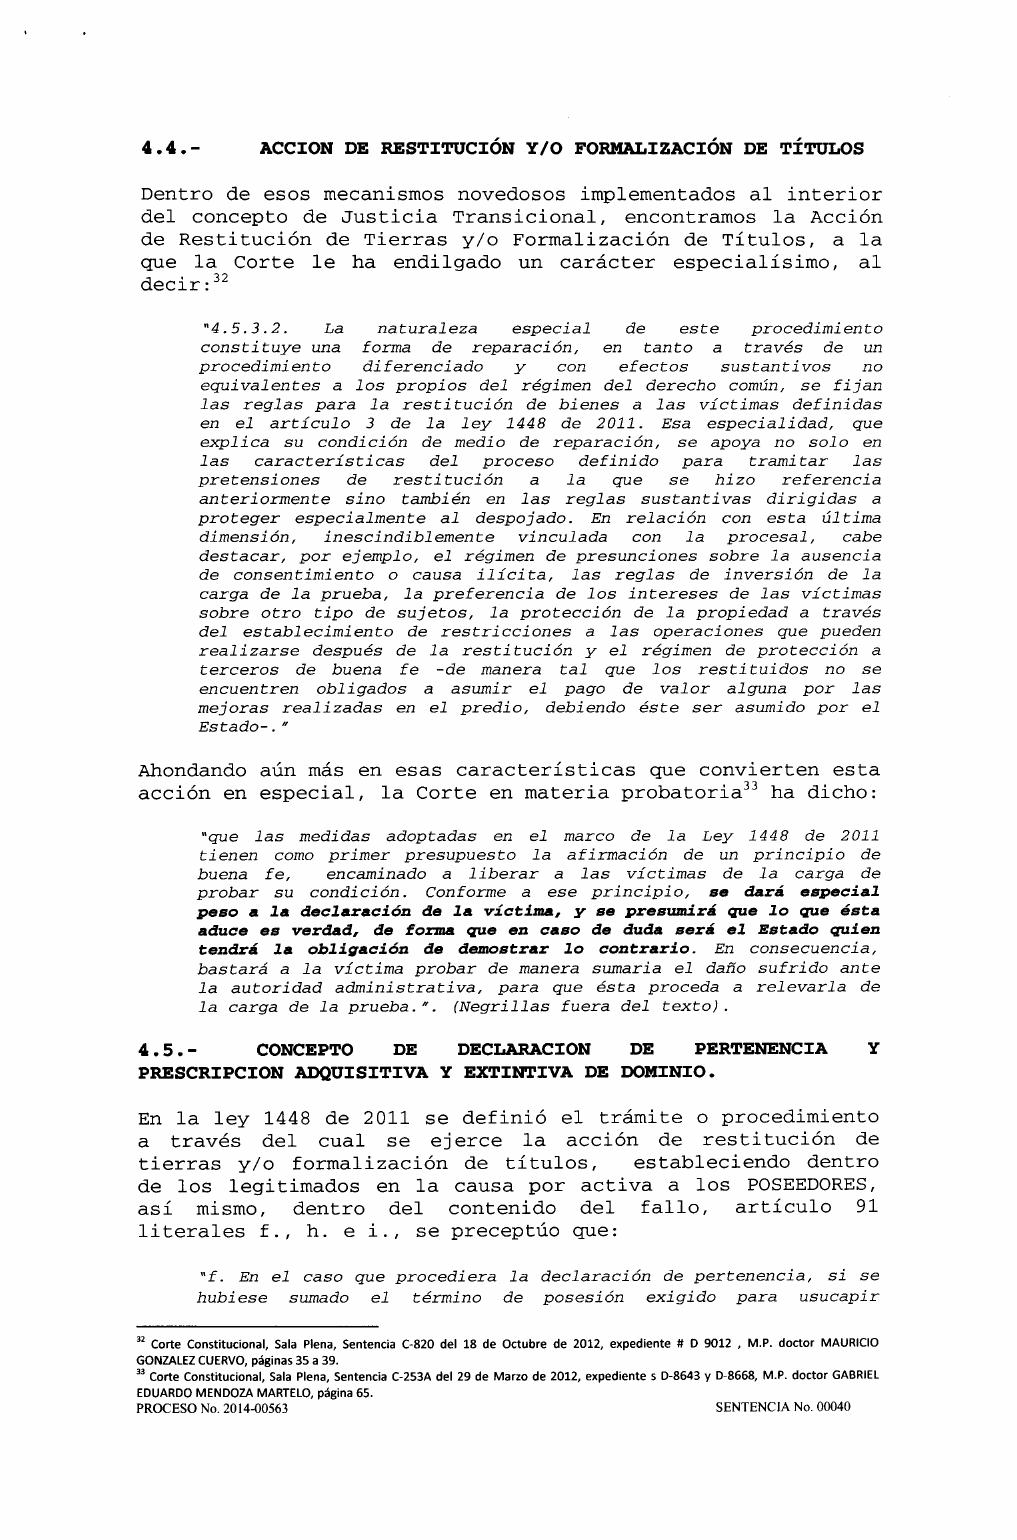 4.4.- ACCION DE RESTITUCIÓN Y/O FORMALIZACIÓN DE TÍTULOS
Dentro de esos mecanismos novedosos implementados al interior
del concepto de Justicia Transicional, encontramos la Acción
de Restitución de Tierras y/o Formalización de Títulos, a la
que la Corte le ha endilgado un carácter especialísimo, al
decir:32
"4.5.3.2. La naturaleza especial de este procedimiento
constituye una forma de reparación, en tanto a través de un
procedimiento diferenciado y con efectos sustantivos no
equivalentes a los propios del régimen del derecho común, se fijan
las reglas para la restitución de bienes a las víctimas definidas
en el artículo 3 de la ley 1448 de 2011. Esa especialidad, que
explica su condición de medio de reparación, se apoya no solo en
las características del proceso definido para tramitar las
pretensiones de restitución a la que se hizo referencia
anteriormente sino también en las reglas sustantivas dirigidas a
proteger especialmente al despojado. En relación con esta última
dimensión, inescindiblemente vinculada con la procesal, cabe
destacar, por ejemplo, el régimen de presunciones sobre la ausencia
de consentimiento o causa ilícita, las reglas de inversión de la
carga de la prueba, la preferencia de los intereses de las víctimas
sobre otro tipo de sujetos, la protección de la propiedad a través
del establecimiento de restricciones a las operaciones que pueden
realizarse después de la restitución y el régimen de protección a
terceros de buena fe -de manera tal que los restituidos no se
encuentren obligados a asumir el pago de valor alguna por las
mejoras realizadas en el predio, debiendo éste ser asumido por el
Estado-."
Ahondando aún más en esas características que convierten esta
acción en especial, la Corte en materia probatoria33 ha dicho:
"que las medidas adoptadas en el marco de la Ley 1448 de 2011
tienen como primer presupuesto la afirmación de un principio de
buena fe, encaminado a liberar a las víctimas de la carga de
probar su condición. Conforme a ese principio, se dará especial
peso a la declaración de la víctima, y se presumirá que lo que ésta
aduce es verdad, de forma que en caso de duda será el Estado quien
tendrá la obligación de demostrar lo contrario. En consecuencia,
bastará a la víctima probar de manera sumaria el daño sufrido ante
la autoridad administrativa, para que ésta proceda a relevarla de
la carga de la prueba.". (Negrillas fuera del texto).
4.5.- CONCEPTO DE DECLARACION DE PERTENENCIA Y
PRESCRIPCION ADQUISITIVA Y EXTINTIVA DE DOMINIO.
En la ley 1448 de 2011 se definió el trámite o procedimiento
a través del cual se ejerce la acción de restitución de
tierras y/o formalización de títulos, estableciendo dentro
de los legitimados en la causa por activa a los POSEEDORES,
así mismo, dentro del contenido del fallo, artículo 91
literales f., h. e i., se preceptúo que:
"f. En el caso que procediera la declaración de pertenencia, si se
hubiese sumado el término de posesión exigido para usucapir
32 Corte Constitucional, Sala Plena, Sentencia C-820 del 18 de Octubre de 2012, expediente # D 9012 , M.P. doctor MAURICIO
GONZALEZ CUERVO, páginas 35 a 39.
33 Corte Constitucional, Sala Plena, Sentencia C-253A del 29 de Marzo de 2012, expediente s D-8643 y D-8668, M.P. doctor GABRIEL
EDUARDO MENDOZA MARTELO, página 65.
PROCESO No. 2014-00563 SENTENCIA No. 00040